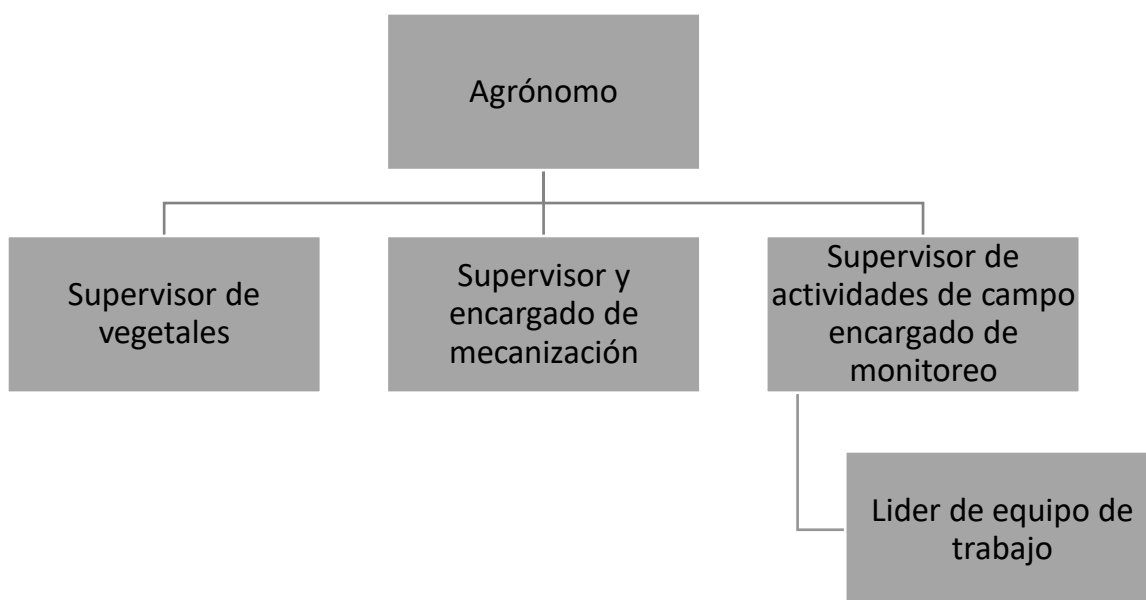 Agrónomo
Supervisor de
vegetales
Supervisor y
encargado de
mecanización
Supervisor de
actividades de campo
encargado de
monitoreo
Lider de equipo de
trabajo